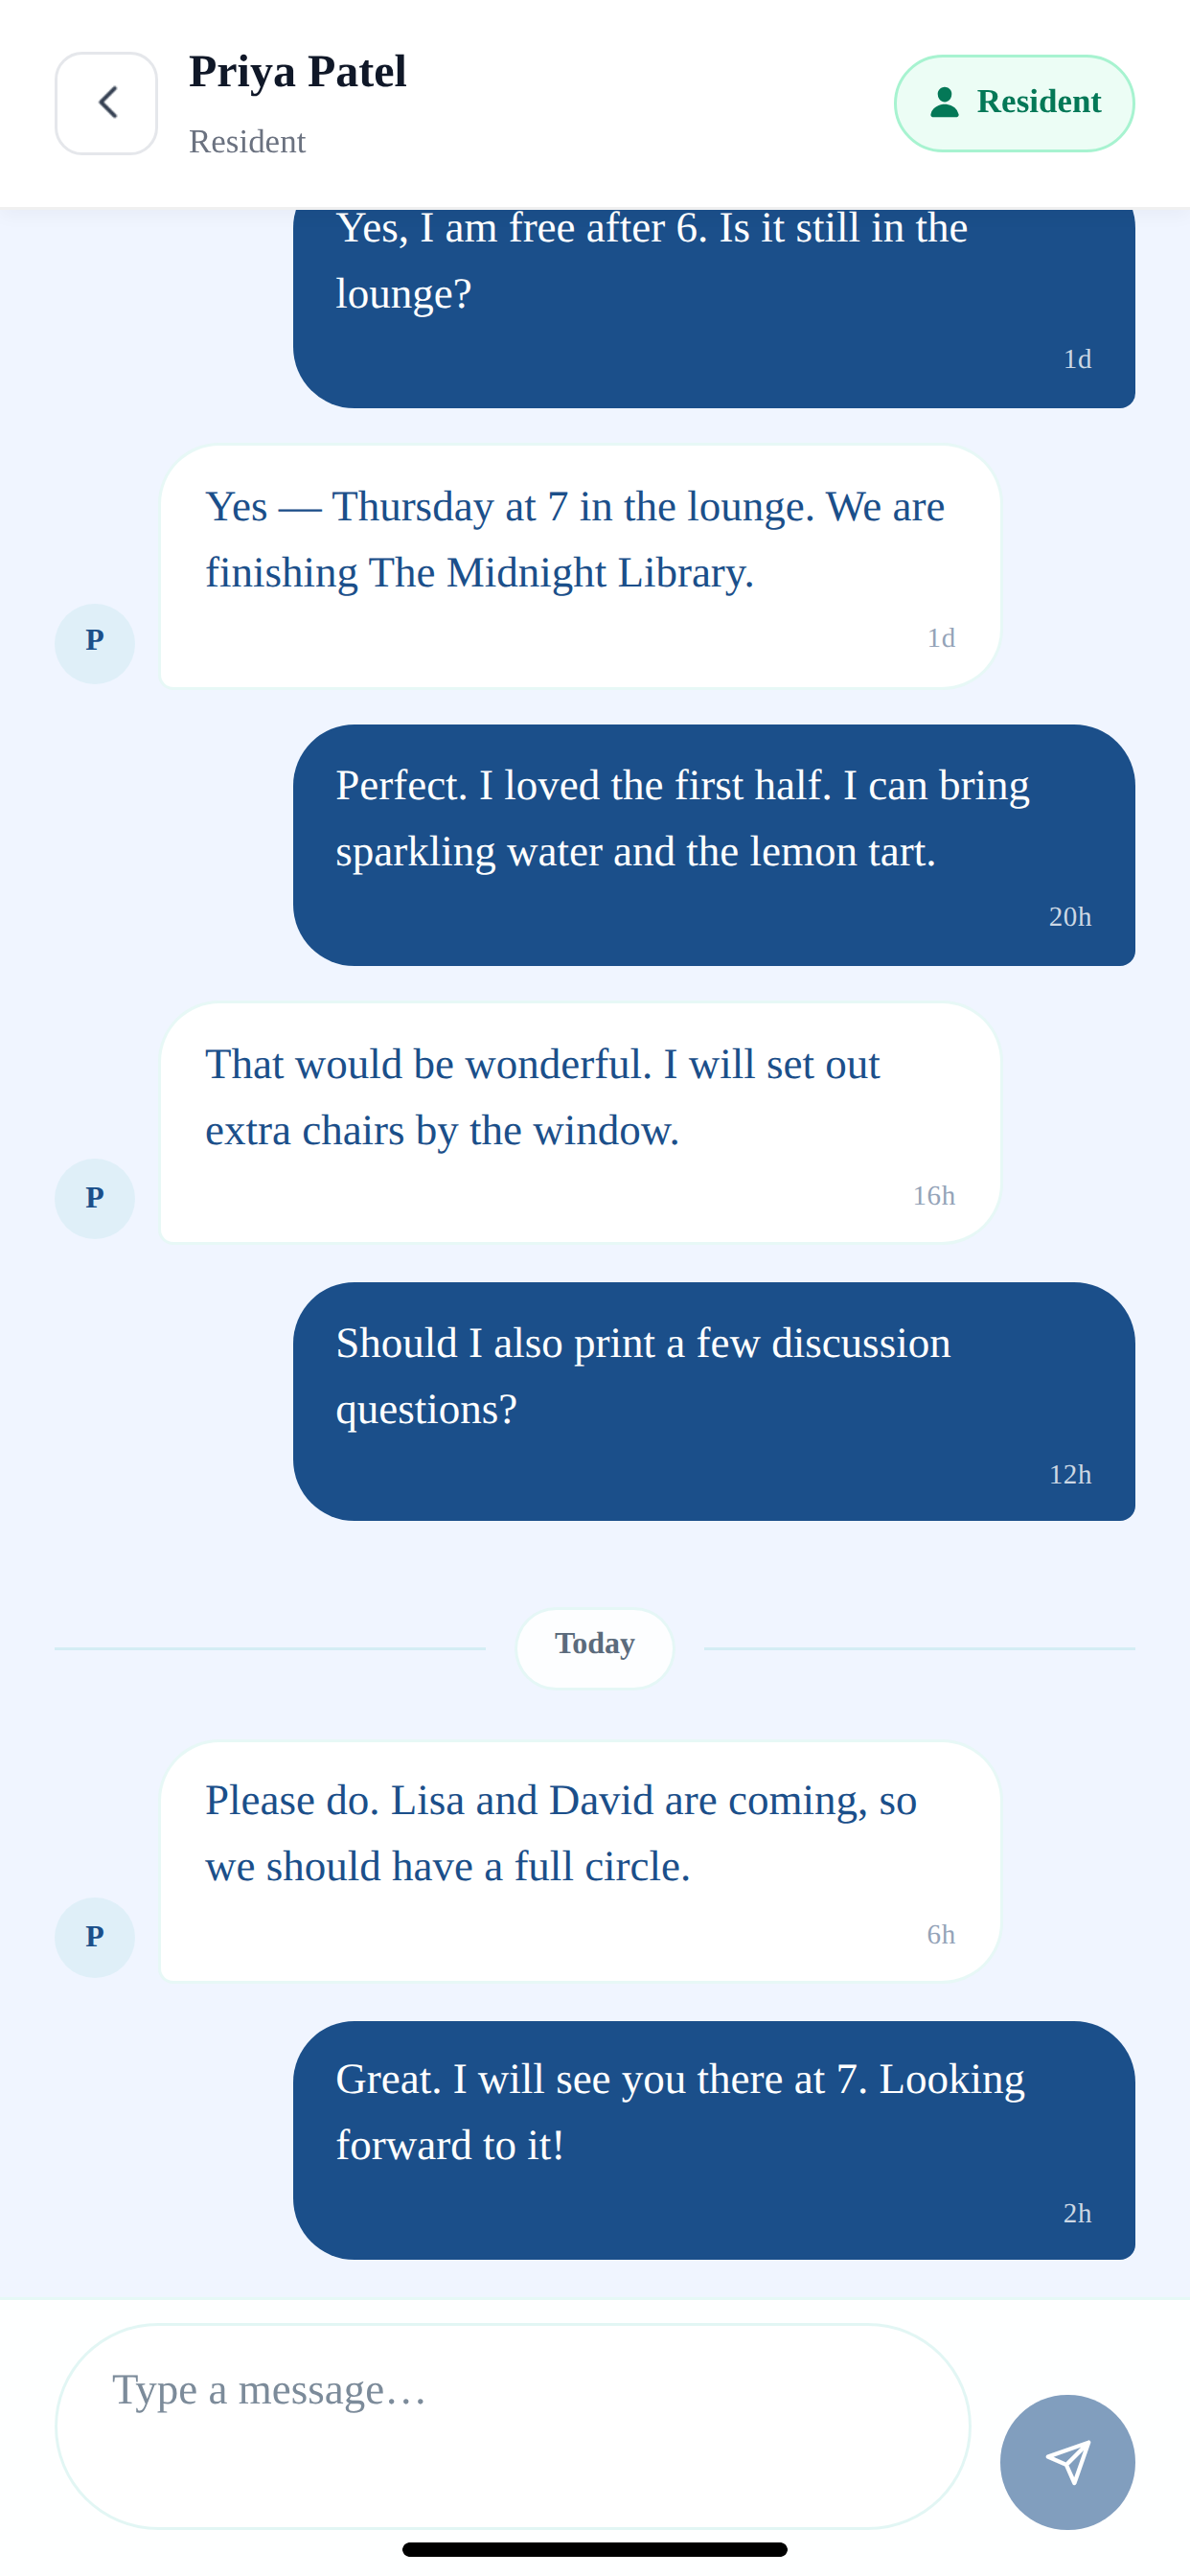 Priya Patel
Resident
Resident
Yes, I am free after 6. Is it still in the
lounge?
1d
Yes — Thursday at 7 in the lounge. We are
finishing The Midnight Library.
1d
P
Perfect. I loved the first half. I can bring
sparkling water and the lemon tart.
20h
That would be wonderful. I will set out
extra chairs by the window.
16h
P
Should I also print a few discussion
questions?
12h
Today
Please do. Lisa and David are coming, so
we should have a full circle.
6h
P
Great. I will see you there at 7. Looking
forward to it!
2h
Type a message…